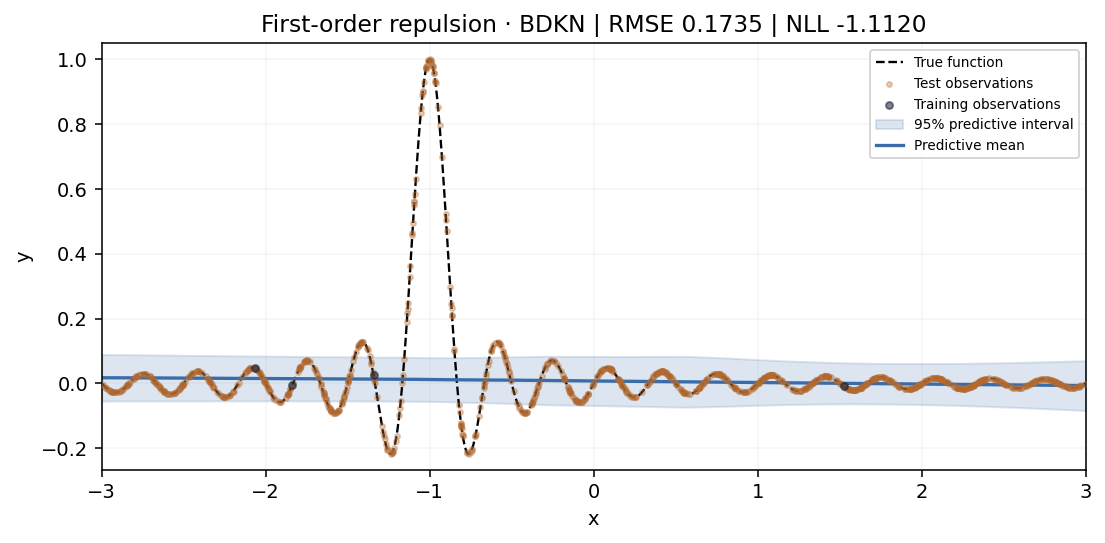 First-order repulsion · BDKN | RMSE 0.1735 | NLL -1.1120
True function
Test observations
Training observations
95% predictive interval
Predictive mean
y
1.0
0.8
0.6
0.4
0.2
0.0
−0.2
−3
−2
−1
0
1
2
3
x